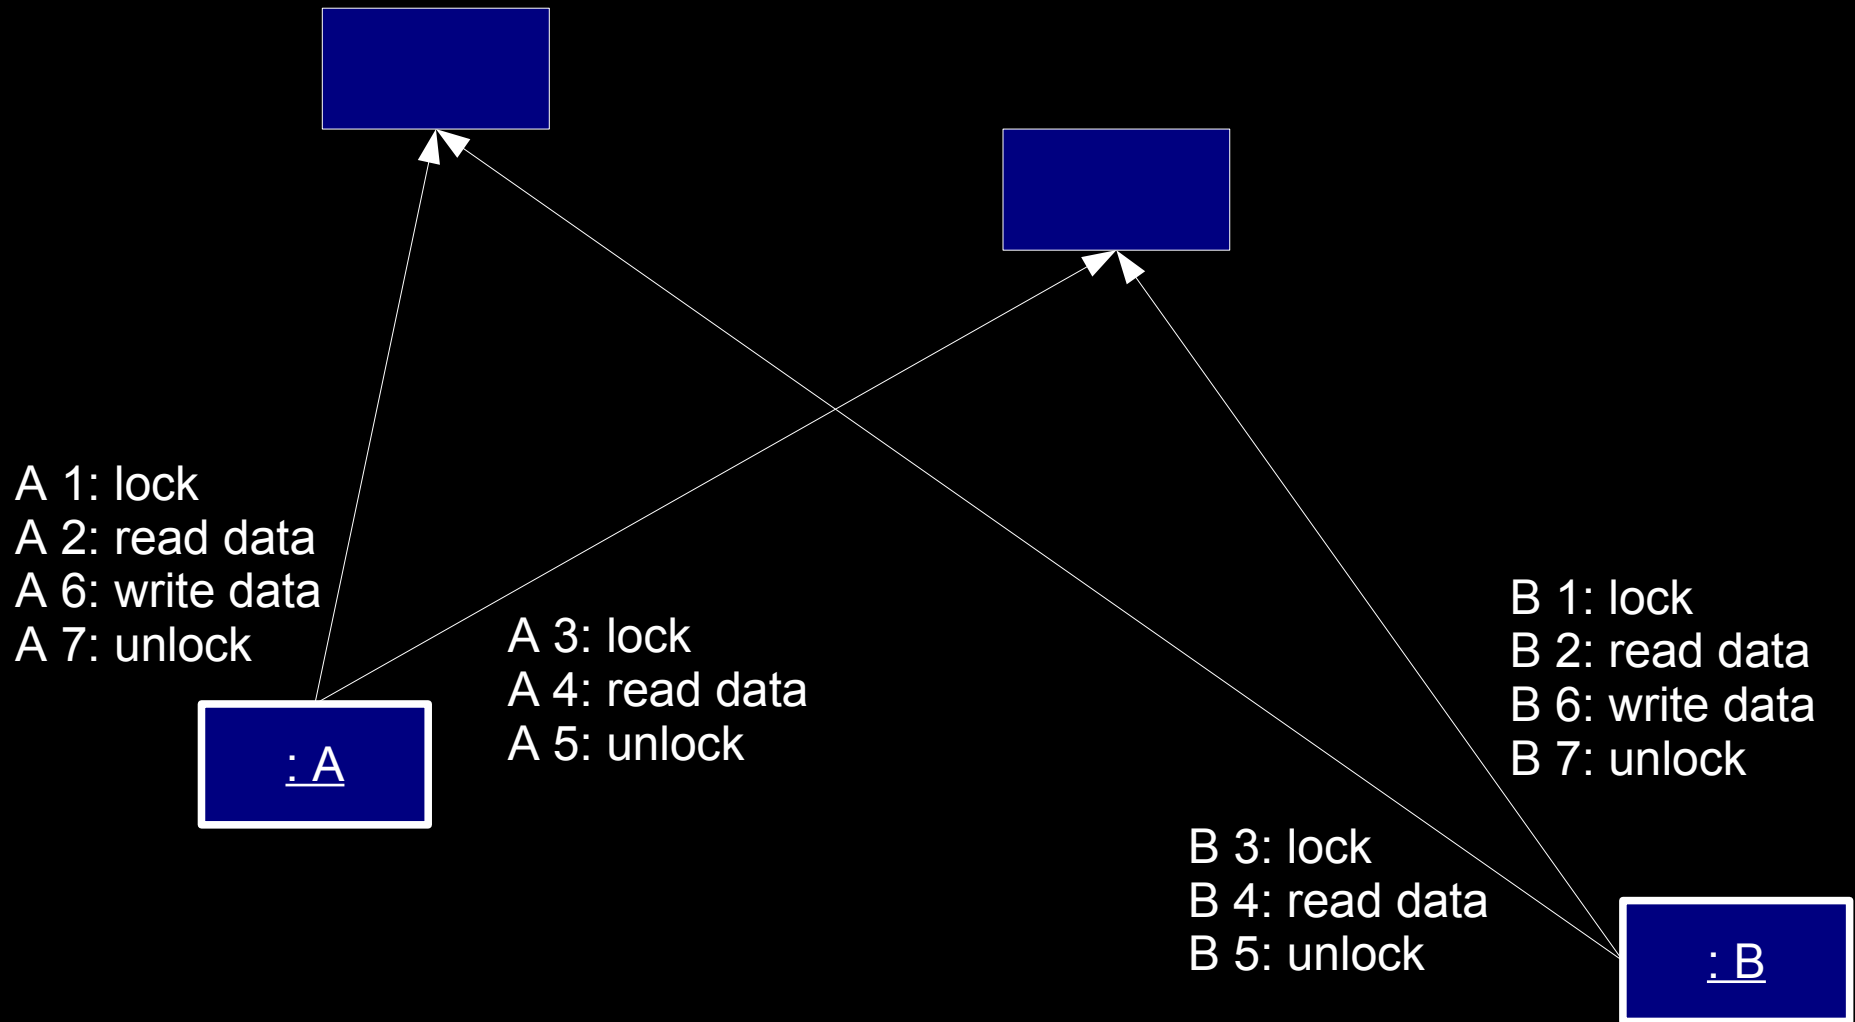 A 1: lock
A 2: read data
A 6: write data
A 7: unlock
A 3: lock
A 4: read data
A 5: unlock
: A
B 1: lock
B 2: read data
B 6: write data
B 7: unlock
B 3: lock
B 4: read data
B 5: unlock
: B